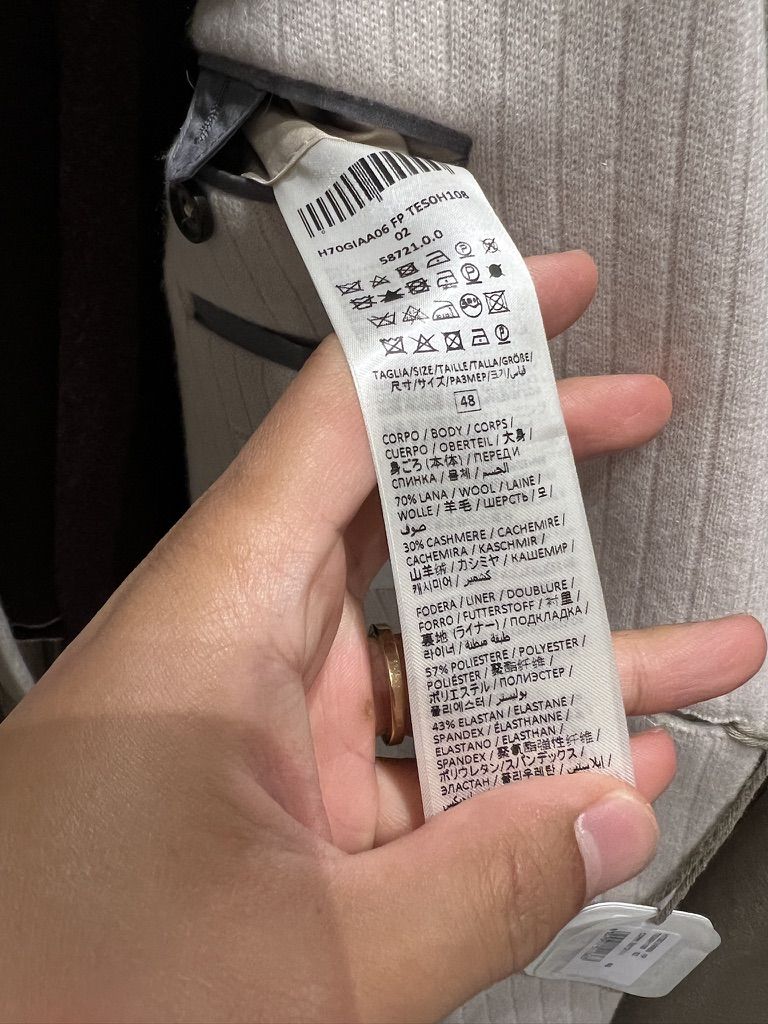 H70GIAA06 FP TES0H108
02
58721.0.0
TAGLIA/SIZE/TAILLE/TALLA/GRÖßE/
尺寸/サイズ/РАЗМЕР/크기/قياس/
48
CORPO / BODY / CORPS /
CUERPO / OBERTEIL / 大身 /
身ごろ (本体) / ПЕРЕДИ
СПИНКА / 몸체 / الجسم
70% LANA / WOOL / LAINE /
WOLLE / 羊毛 / ШЕРСТЬ / 모 /
صوف
30% CASHMERE / CACHEMIRE /
CACHEMIRA / KASCHMIR /
山羊绒 / カシミヤ / КАШЕМИР /
캐시미어 / كشمير
FODERA / LINER / DOUBLURE /
FORRO / FUTTERSTOFF / 衬里 /
裏地 (ライナー) / ПОДКЛАДКА /
라이너 / طبقة مبطنة
57% POLIESTERE / POLYESTER /
POLIÉSTER / 聚酯纤维 /
ポリエステル / ПОЛИЭСТЕР /
폴리에스터 / بوليستر
43% ELASTAN / ELASTANE /
SPANDEX / ÉLASTHANNE /
ELASTANO / ELASTHAN /
SPANDEX / 聚氨酯弹性纤维 /
ポリウレタン/スパンデックス /
ЭЛАСТАН / 폴리우레탄 / إيلاستين /